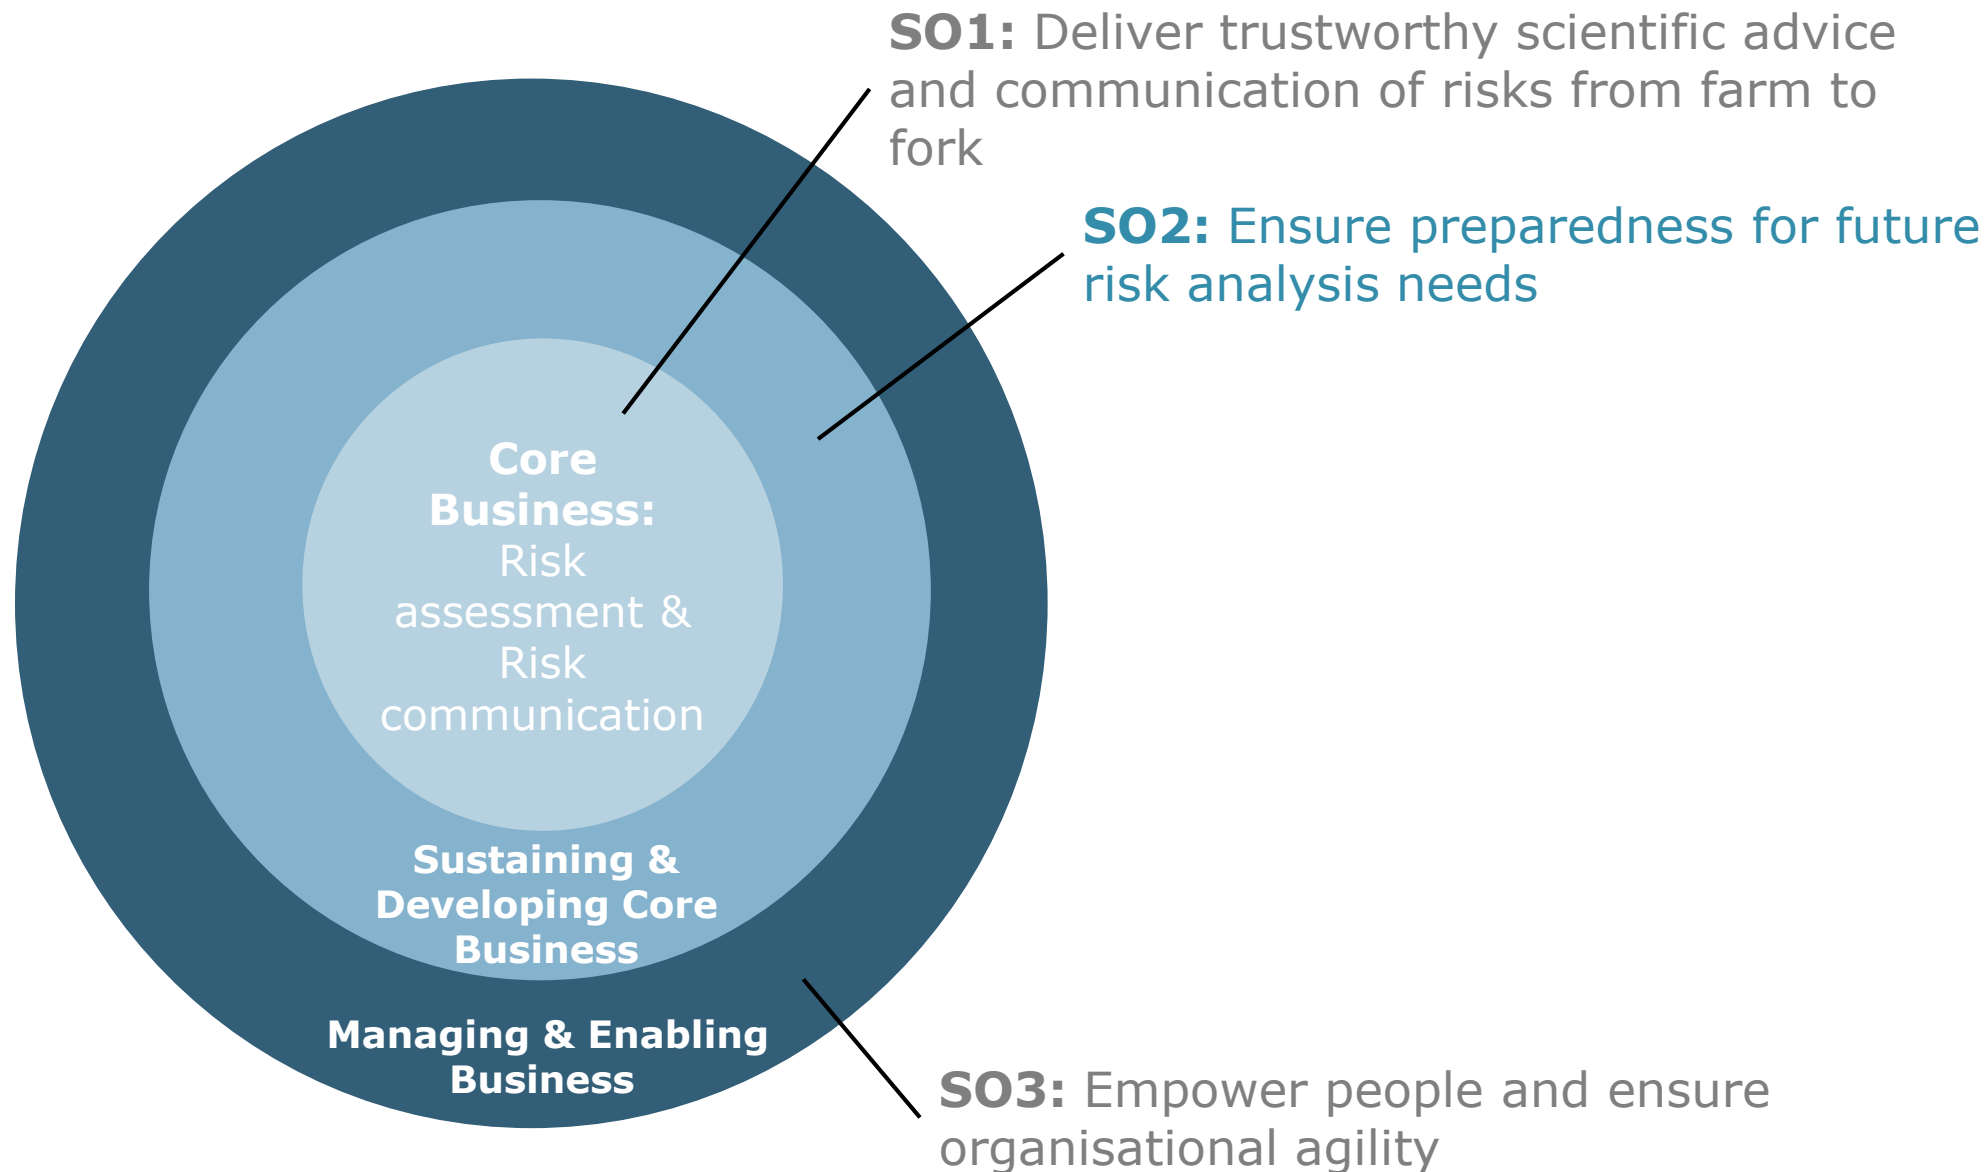 SO1: Deliver trustworthy scientific advice
and communication of risks from farm to
fork
SO2: Ensure preparedness for future
risk analysis needs
Core
Business:
Risk
assessment &
Risk
communication
Sustaining &
Developing Core
Business
Managing & Enabling
Business
SO3: Empower people and ensure
organisational agility